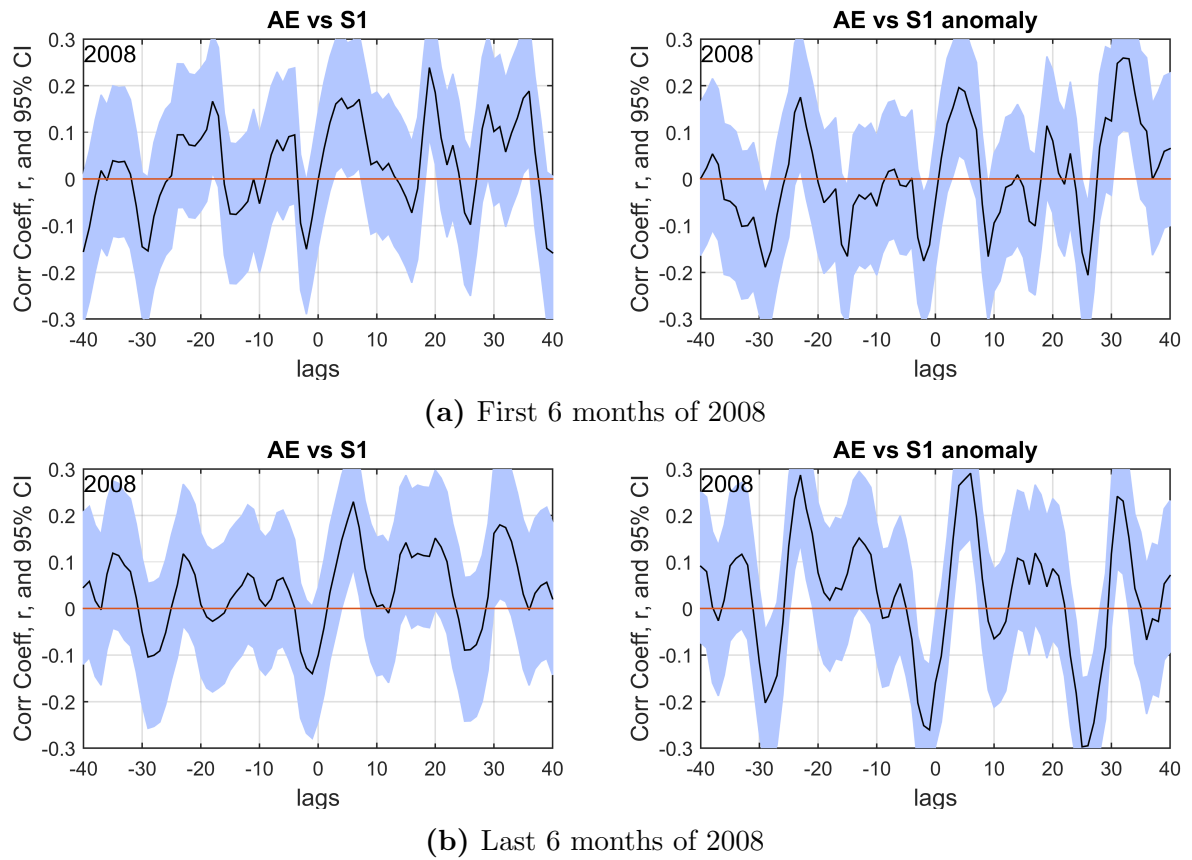 AE vs S1
AE vs S1 anomaly
Corr Coeff, r, and 95% CI
0.3
0.2
0.1
0
-0.1
-0.2
-0.3
2008
-40 -30 -20 -10 0 10 20 30 40
lags
Corr Coeff, r, and 95% CI
0.3
0.2
0.1
0
-0.1
-0.2
-0.3
2008
-40 -30 -20 -10 0 10 20 30 40
lags
(a) First 6 months of 2008
AE vs S1
AE vs S1 anomaly
Corr Coeff, r, and 95% CI
0.3
0.2
0.1
0
-0.1
-0.2
-0.3
2008
-40 -30 -20 -10 0 10 20 30 40
lags
Corr Coeff, r, and 95% CI
0.3
0.2
0.1
0
-0.1
-0.2
-0.3
2008
-40 -30 -20 -10 0 10 20 30 40
lags
(b) Last 6 months of 2008